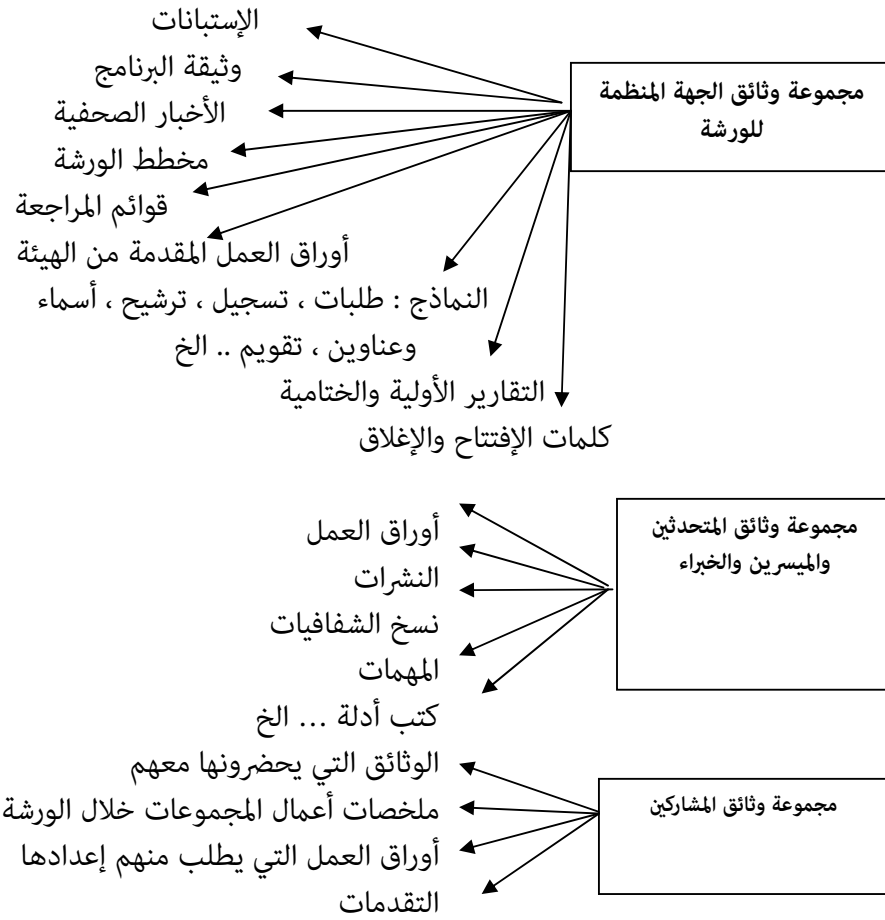 مجموعة وثائق الجهة المنظمة
للورشة
الإستبانات
وثيقة البرنامج
الأخبار الصحفية
مخطط الورشة
قوائم المراجعة
أوراق العمل المقدمة من الهيئة
النماذج : طلبات ، تسجيل ، ترشيح ، أسماء
وعناوين ، تقويم .. الخ
التقارير الأولية والختامية
كلمات الإفتتاح والإغلاق
مجموعة وثائق المتحدثين
والميسرين والخبراء
أوراق العمل
النشرات
نسخ الشفافيات
المهمات
كتب أدلة ... الخ
مجموعة وثائق المشاركين
الوثائق التي يحضرونها معهم
ملخصات أعمال المجموعات خلال الورشة
أوراق العمل التي يطلب منهم إعدادها
التقدمات